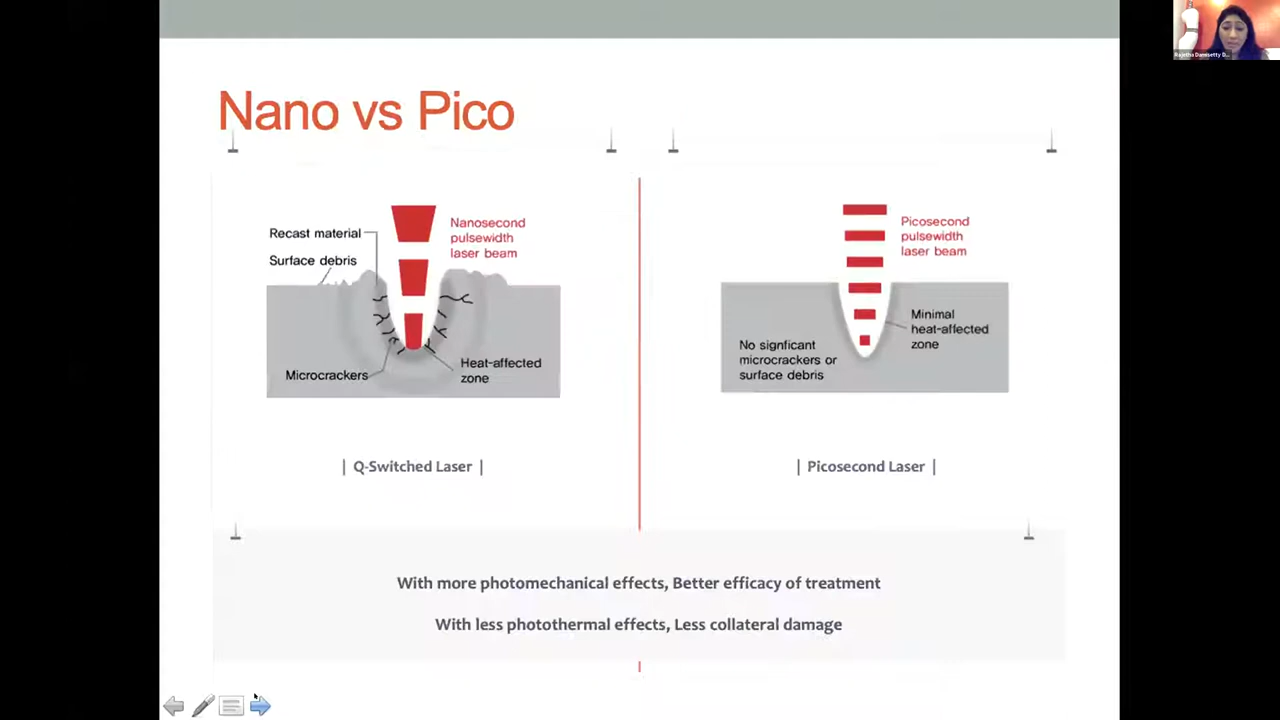 Nano vs Pico
Recast material
Surface debris
Nanosecond
pulsewidth
laser beam
Microcrackers
Heat-affected
zone
Picosecond
pulsewidth
laser beam
Minimal
heat-affected
zone
No signficant
microcrackers or
surface debris
| Q-Switched Laser |
| Picosecond Laser |
With more photomechanical effects, Better efficacy of treatment
With less photothermal effects, Less collateral damage